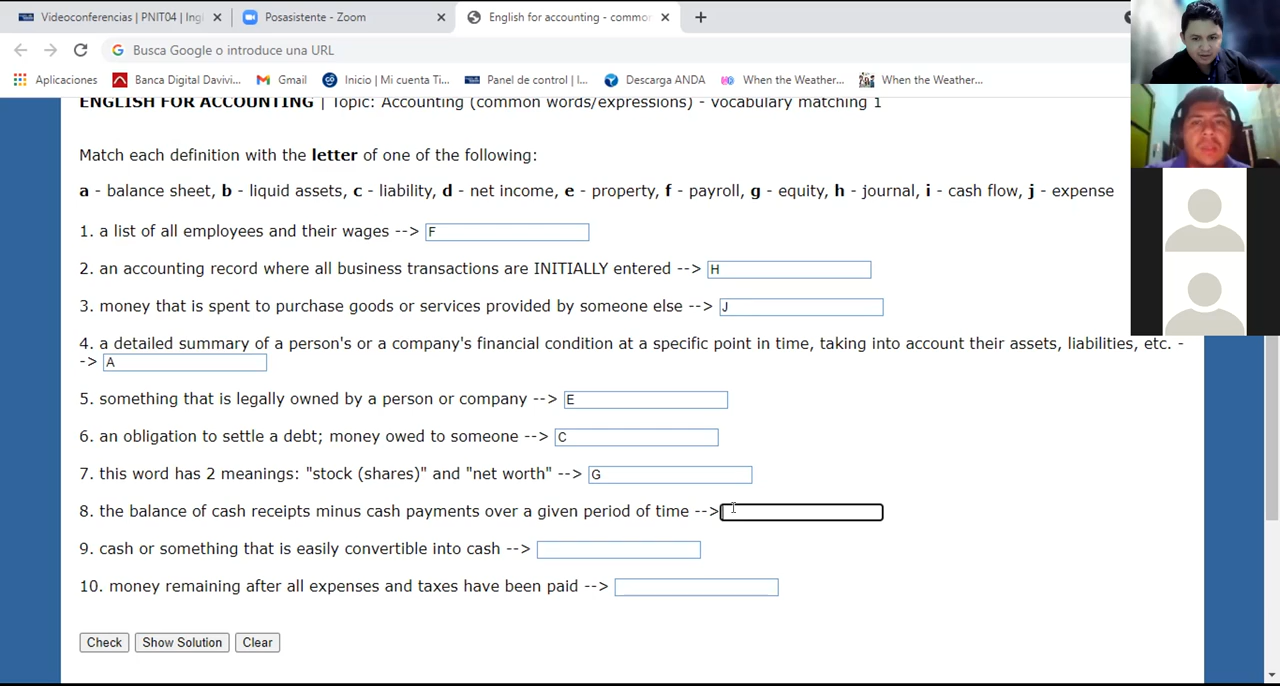 Videoconferencias | PNIT04 | Ingl
Posasistente - Zoom
English for accounting - common
Busca Google o introduce una URL
Aplicaciones
Banca Digital Davivi...
Gmail
Inicio | Mi cuenta Ti...
Panel de control | I...
Descarga ANDA
When the Weather...
When the Weather...
ENGLISH FOR ACCOUNTING | Topic: Accounting (common words/expressions) - vocabulary matching 1
Match each definition with the letter of one of the following:
a - balance sheet, b - liquid assets, c - liability, d - net income, e - property, f - payroll, g - equity, h - journal, i - cash flow, j - expense
1. a list of all employees and their wages --> F
2. an accounting record where all business transactions are INITIALLY entered --> H
3. money that is spent to purchase goods or services provided by someone else --> J
4. a detailed summary of a person's or a company's financial condition at a specific point in time, taking into account their assets, liabilities, etc. -
-> A
5. something that is legally owned by a person or company --> E
6. an obligation to settle a debt; money owed to someone --> C
7. this word has 2 meanings: "stock (shares)" and "net worth" --> G
8. the balance of cash receipts minus cash payments over a given period of time -->
9. cash or something that is easily convertible into cash -->
10. money remaining after all expenses and taxes have been paid -->
Check
Show Solution
Clear